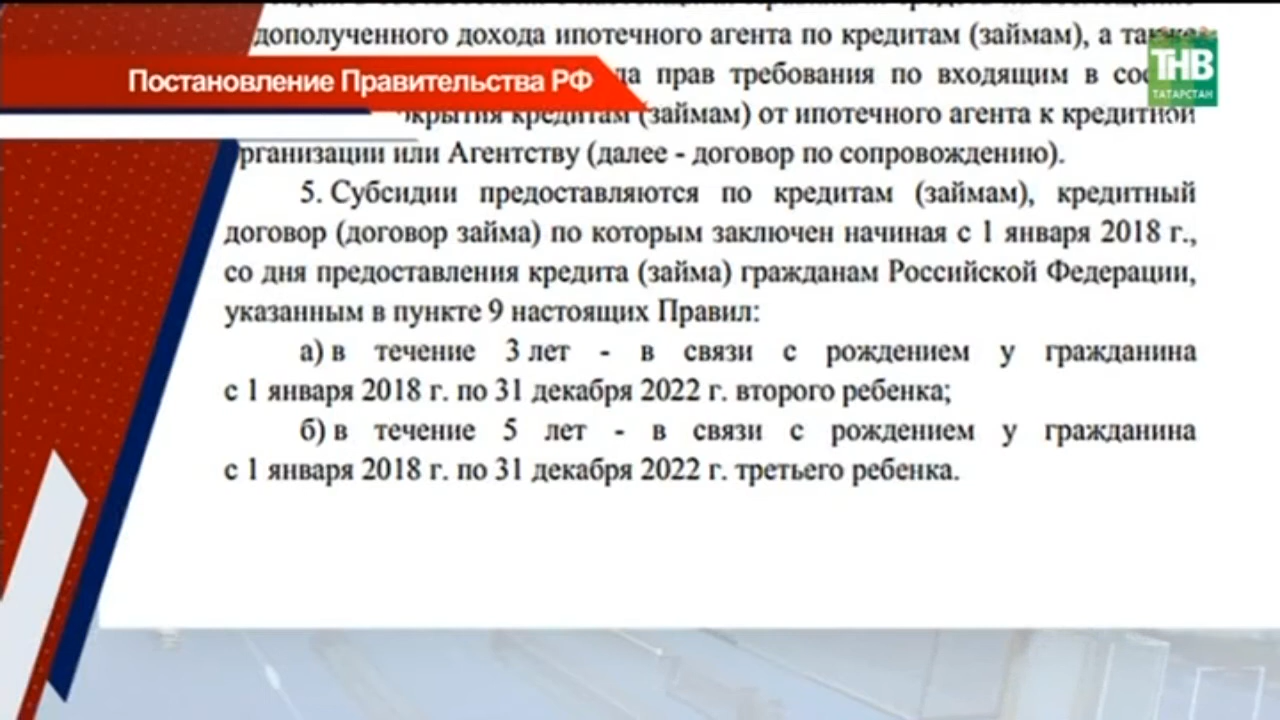 дополученного дохода ипотечного агента по кредитам (займам), а также
Постановление Правительства РФ
прав требования по входящим в
кредитам (займам) от ипотечного агента к кредитной
организации или Агентству (далее - договор по сопровождению).
5. Субсидии предоставляются по кредитам (займам), кредитный
договор (договор займа) по которым заключен начиная с 1 января 2018 г.,
со дня предоставления кредита (займа) гражданам Российской Федерации,
указанным в пункте 9 настоящих Правил:
а) в течение 3 лет - в связи с рождением у гражданина
с 1 января 2018 г. по 31 декабря 2022 г. второго ребенка;
б) в течение 5 лет - в связи с рождением у гражданина
с 1 января 2018 г. по 31 декабря 2022 г. третьего ребенка.
ТНВ
ТАТАРСТАН